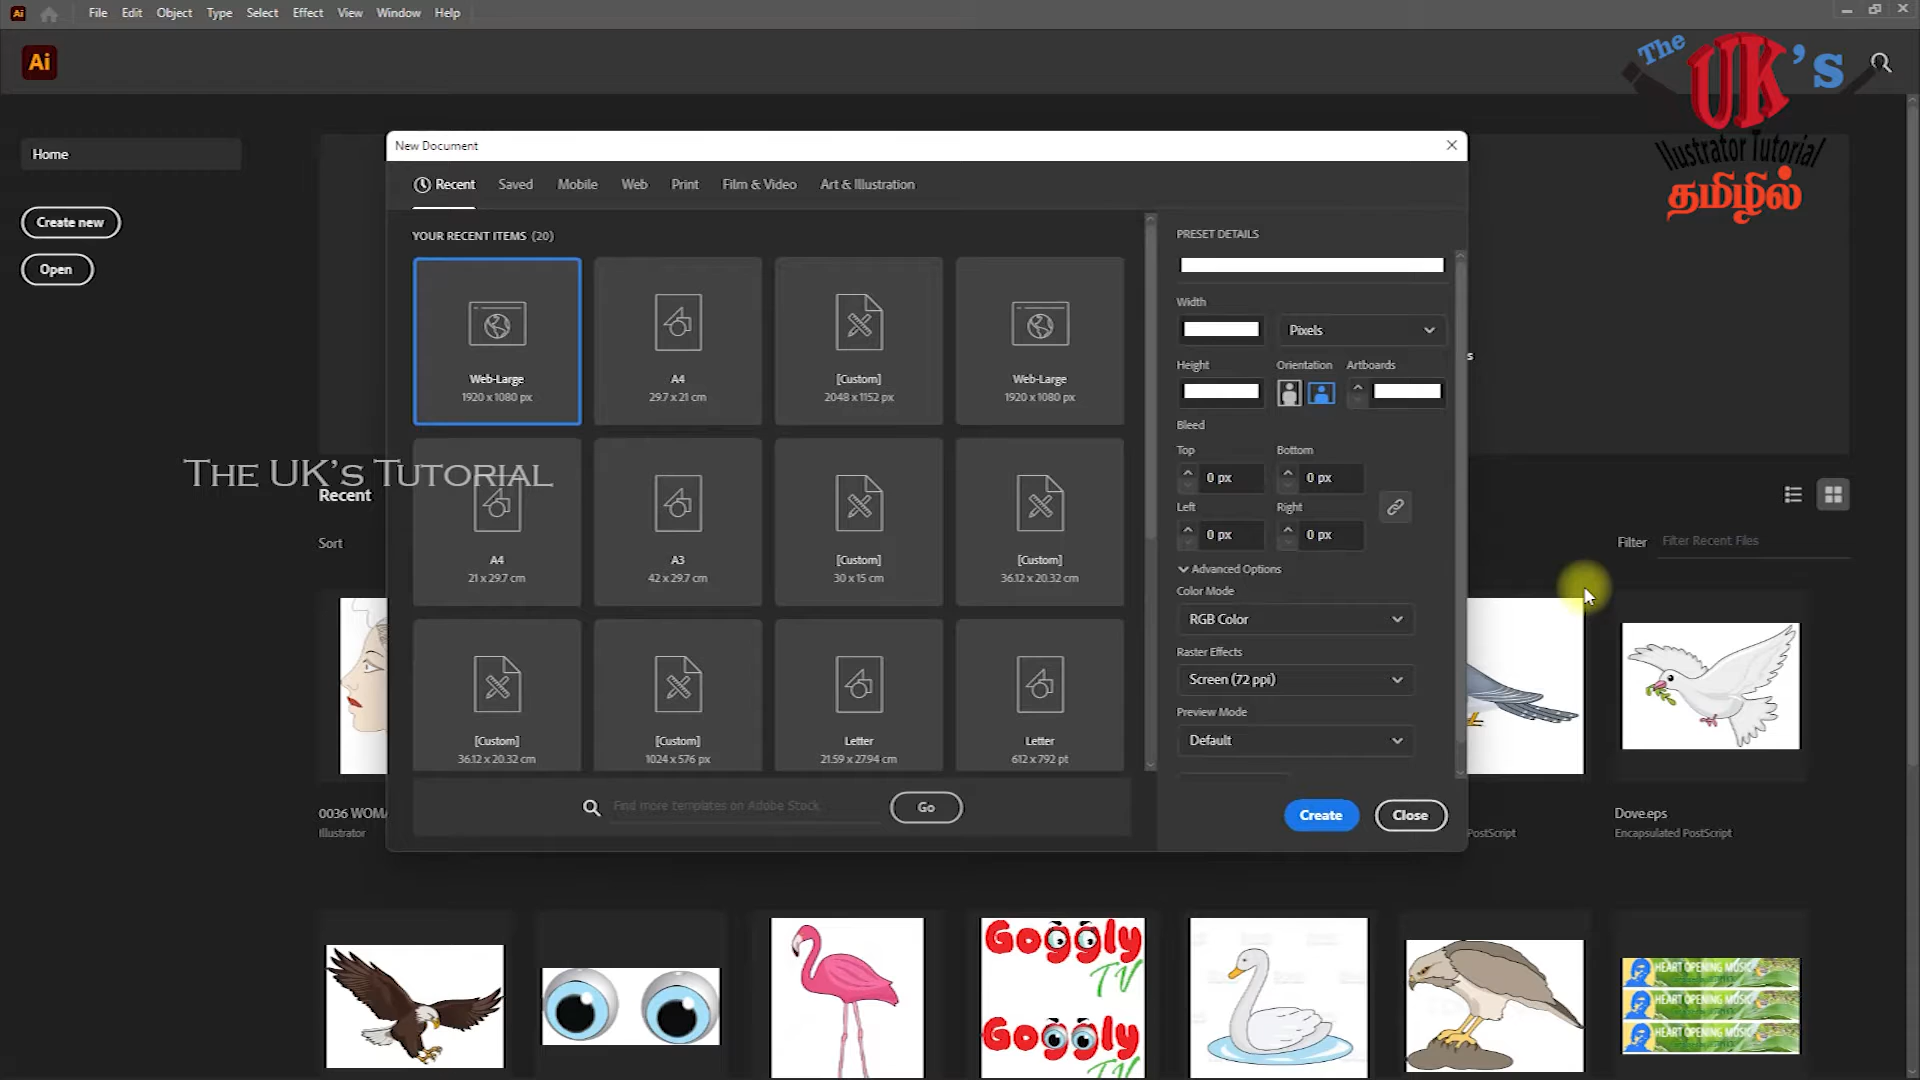 Ai File Edit Object Type Select Effect View Window Help
Ai
The UK's
Ilustrator Tutorial
தமிழில்
Home
Create new
Open
New Document
Recent Saved Mobile Web Print Film & Video Art & Illustration
YOUR RECENT ITEMS (20)
Web-Large
1920 x 1080 px
A4
29.7 x 21 cm
[Custom]
2048 x 1152 px
Web-Large
1920 x 1080 px
A4
21 x 29.7 cm
A3
42 x 29.7 cm
[Custom]
30 x 15 cm
[Custom]
36.12 x 20.32 cm
[Custom]
36.12 x 20.32 cm
[Custom]
1024 x 576 px
Letter
21.59 x 27.94 cm
Letter
612 x 792 pt
Find more templates on Adobe Stock
Go
PRESET DETAILS
Width
Pixels
Height Orientation Artboards
Bleed
Top Bottom
0 px 0 px
Left Right
0 px 0 px
Advanced Options
Color Mode
RGB Color
Raster Effects
Screen (72 ppi)
Preview Mode
Default
Create Close
s
THE UK'S TUTORIAL
Recent
Sort
Filter Filter Recent Files
0036 WOMA
Illustrator
PostScript
Dove.eps
Encapsulated PostScript
Goggly
TV
Goggly
TV
HEART OPENING MUSIC
HEART OPENING MUSIC
HEART OPENING MUSIC